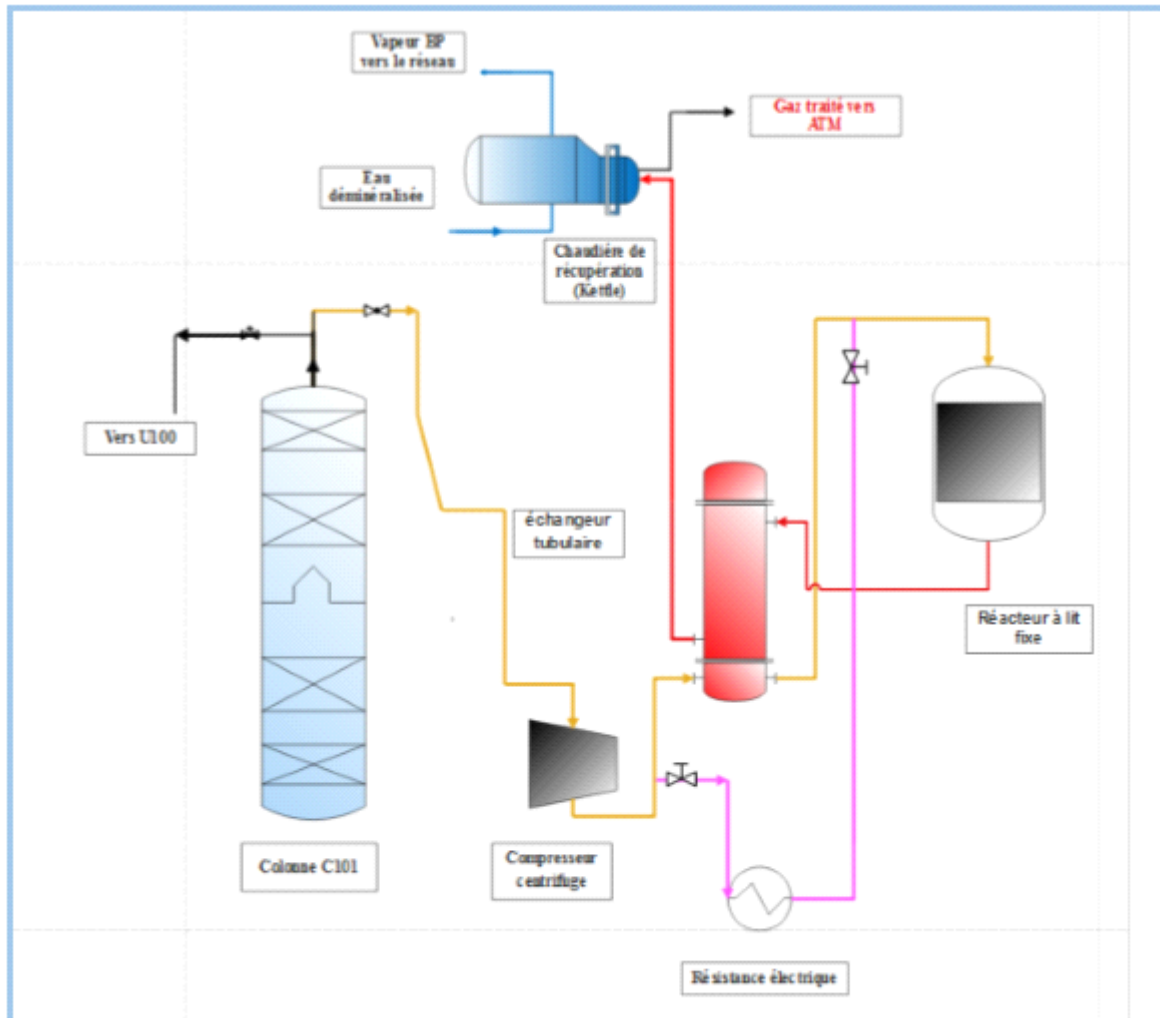 Vapeur BP
vers le réseau
Gaz traité vers
ATM
Eau
déminéralisée
Chaudière de
récupération
(Kettle)
Vers U100
échangeur
tubulaire
Réacteur à lit
fixe
Colonne C101
Compresseur
centrifuge
Résistance électrique